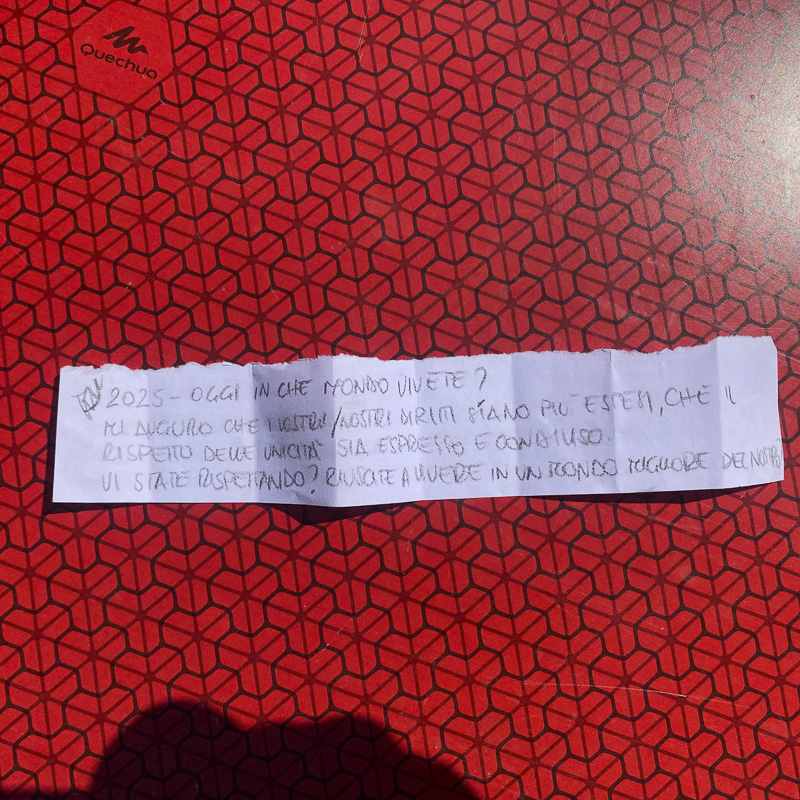 Quechua
2025 - OGGI IN CHE MONDO VIVETE?
MI AUGURO CHE I VOSTRI/NOSTRI DIRITTI SIANO PIÙ ESTESI, CHE IL
RISPETTO DELLE UNICITÀ SIA ESPRESSO E CONDIVISO.
VI STATE RISPETTANDO? RIUSCITE A VIVERE IN UN MONDO MIGLIORE DEL NOSTRO